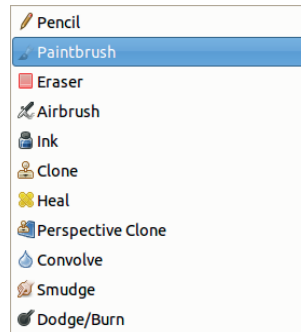 Pencil
Paintbrush
Eraser
Airbrush
Ink
Clone
Heal
Perspective Clone
Convolve
Smudge
Dodge/Burn